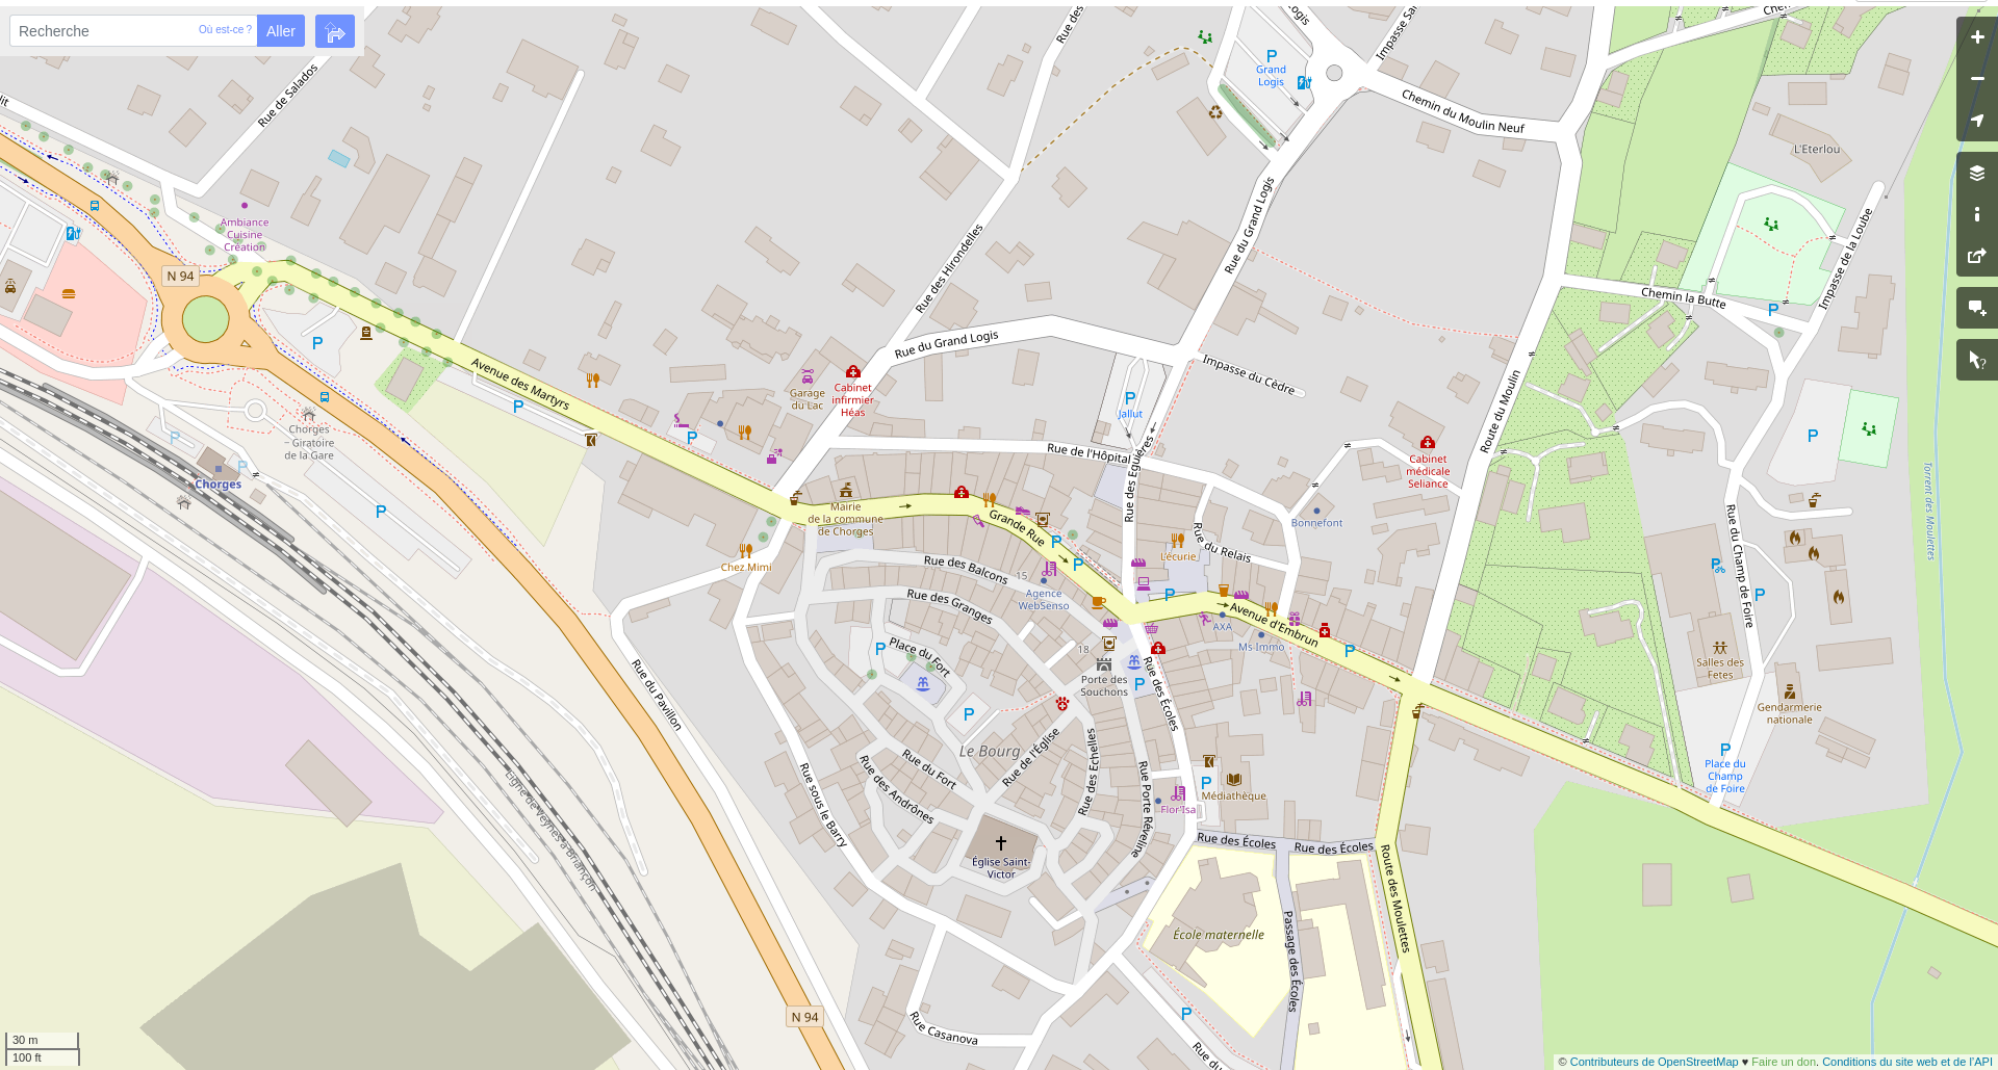 Recherche
Où est-ce ?
Aller
Rue de Salados
Rue des
Logis
Impasse Sai
Grand
Logis
Chemin du Moulin Neuf
L'Eterlou
Ambiance
Cuisine
Création
N 94
Rue des Hirondelles
Rue du Grand Logis
Impasse de la Loube
Chemin la Butte
Rue du Grand Logis
Impasse du Cèdre
Avenue des Martyrs
Garage
du Lac
Cabinet
infirmier
Héas
Jallut
Route du Moulin
Chorges
– Giratoire
de la Gare
Chorges
Rue de l'Hôpital
Rue des Eguières
Cabinet
médicale
Seliance
Torrent des Moulettes
Mairie
de la commune
de Chorges
Grande Rue
Bonnefont
Rue du Relais
L'écurie
Rue du Champ de Foire
Chez Mimi
Rue des Balcons
15
Agence
WebSenso
Rue des Granges
Avenue d'Embrun
AXA
Ms Immo
Place du Fort
18
Porte des
Souchons
Rue des Écoles
Salles des
Fetes
Rue du Pavillon
Gendarmerie
nationale
Le Bourg
Rue de l'Église
Rue des Echelles
Rue du Fort
Rue des Andrônes
Rue sous le Barry
Rue Porte Réveline
Médiathèque
Flor'Isa
Place du
Champ
de Foire
Ligne de Veynes à Briançon
Église Saint-
Victor
Rue des Écoles
Rue des Écoles
Route des Moulettes
École maternelle
Passage des Écoles
N 94
Rue Casanova
Rue du
30 m
100 ft
© Contributeurs de OpenStreetMap ♥ Faire un don. Conditions du site web et de l'API